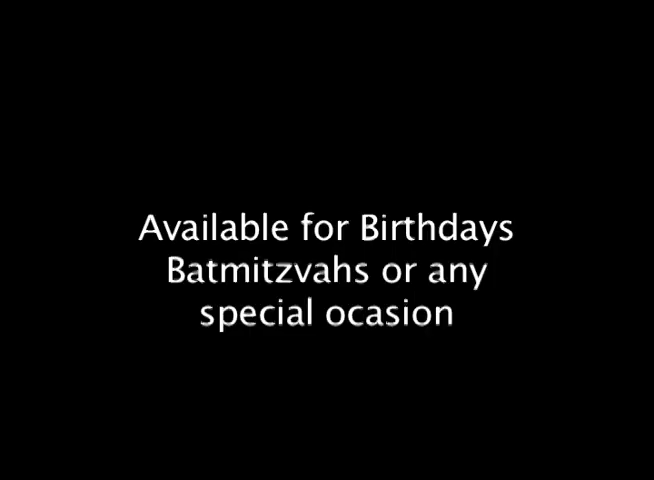 Available for Birthdays
Batmitzvahs or any
special ocasion